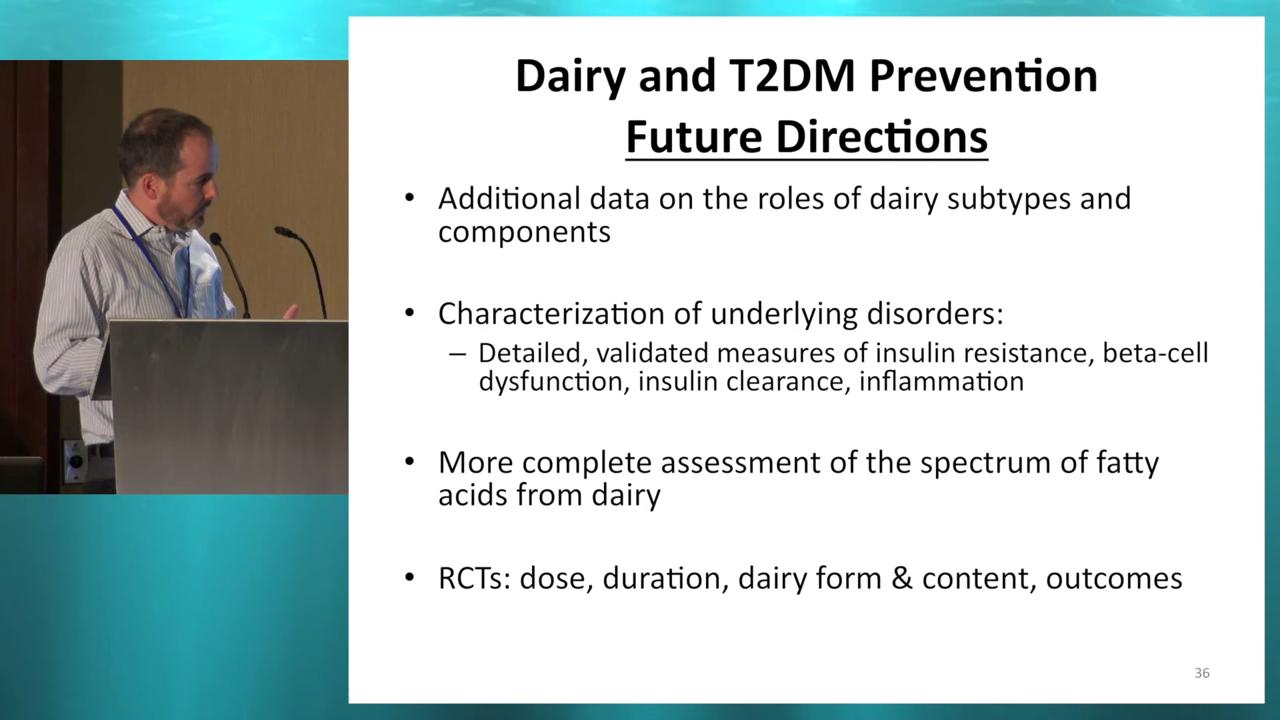 Dairy and T2DM Prevention
Future Directions
• Additional data on the roles of dairy subtypes and
components
• Characterization of underlying disorders:
– Detailed, validated measures of insulin resistance, beta-cell
dysfunction, insulin clearance, inflammation
• More complete assessment of the spectrum of fatty
acids from dairy
• RCTs: dose, duration, dairy form & content, outcomes
36